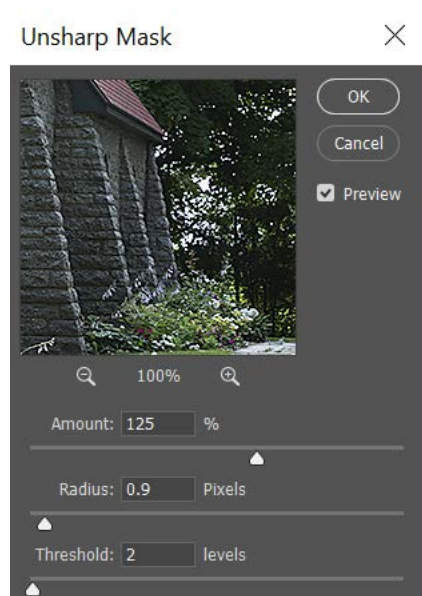 Unsharp Mask
OK
Cancel
Preview
100%
Amount: 125 %
Radius: 0.9 Pixels
Threshold: 2 levels